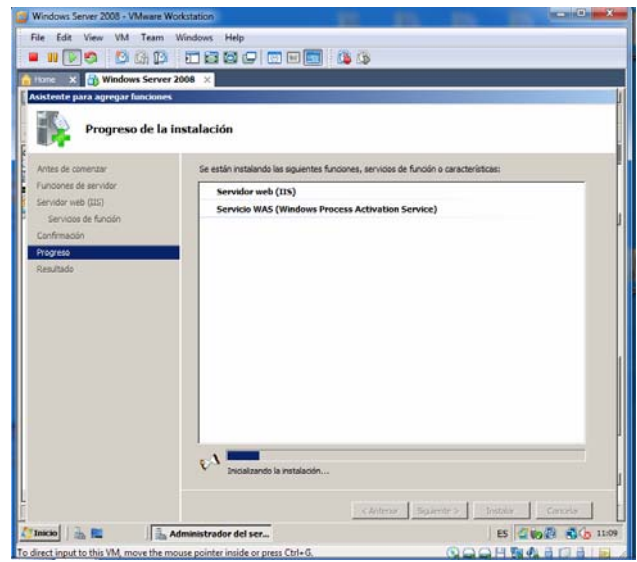 Windows Server 2008 - VMware Workstation
File Edit View VM Team Windows Help
Home X Windows Server 2008 ×
Asistente para agregar funciones
Progreso de la instalación
Antes de comenzar
Funciones de servidor
Servidor web (IIS)
Servicios de función
Confirmación
Progreso
Resultado
Se están instalando las siguientes funciones, servicios de función o características:
Servidor web (IIS)
Servicio WAS (Windows Process Activation Service)
Inicializando la instalación...
< Anterior Siguiente > Instalar Cancelar
Inicio Administrador del ser... ES 11:09
To direct input to this VM, move the mouse pointer inside or press Ctrl+G.